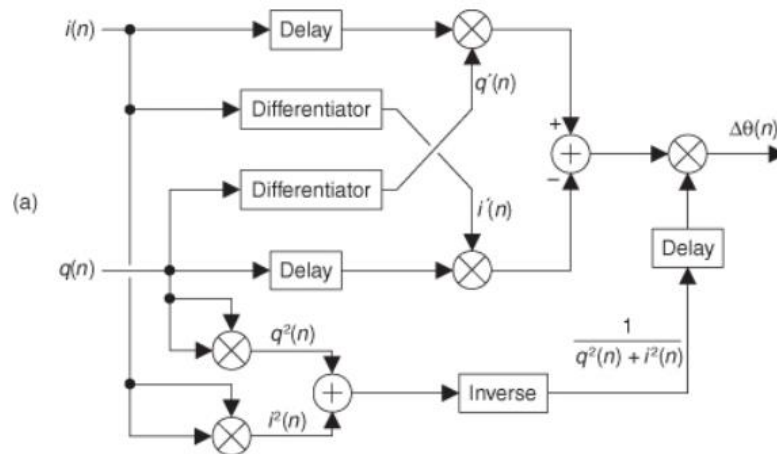 i(n)
Delay
q´(n)
Differentiator
+
Δθ(n)
(a)
Differentiator
−
i´(n)
q(n)
Delay
Delay
q²(n)
1
q²(n) + i²(n)
Inverse
i²(n)